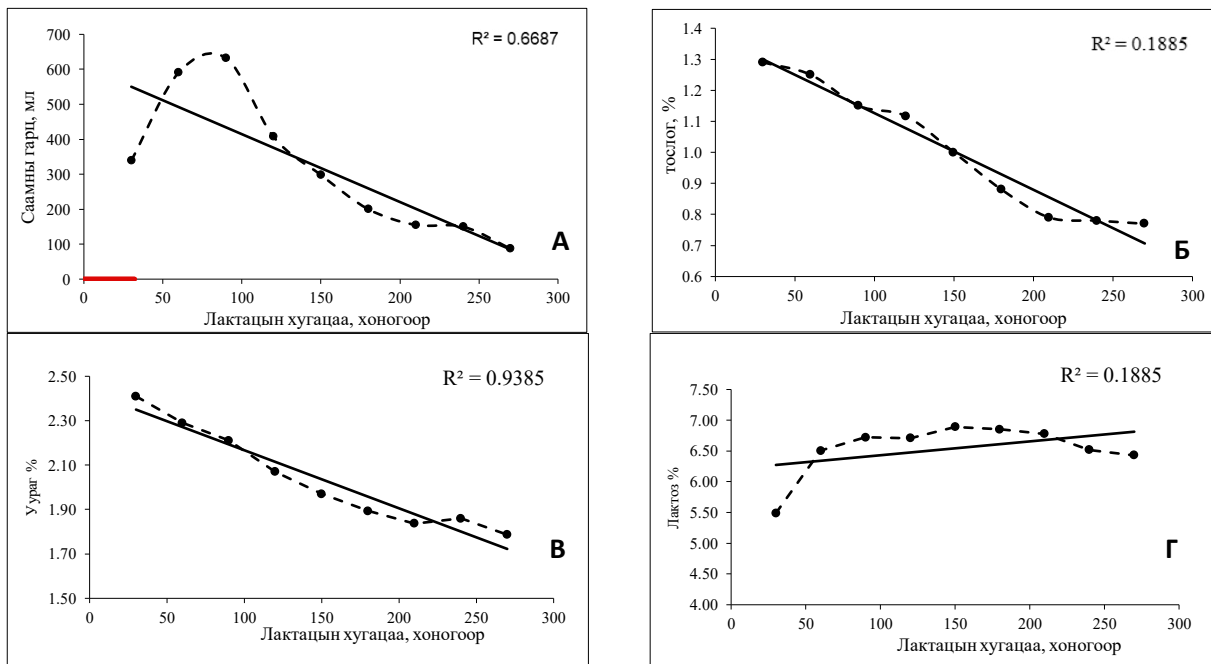 R² = 0.6687
Саамны гарц, мл
700
600
500
400
300
200
100
0
0 50 100 150 200 250 300
Лактацын хугацаа, хоногоор
А
R² = 0.1885
тослог, %
1.4
1.3
1.2
1.1
1.0
0.9
0.8
0.7
0.6
0 50 100 150 200 250 300
Лактацын хугацаа, хоногоор
Б
R² = 0.9385
Уураг %
2.50
2.30
2.10
1.90
1.70
1.50
0 50 100 150 200 250 300
Лактацын хугацаа, хоногоор
В
R² = 0.1885
Лактоз %
7.50
7.00
6.50
6.00
5.50
5.00
4.50
4.00
0 50 100 150 200 250 300
Лактацын хугацаа, хоногоор
Г